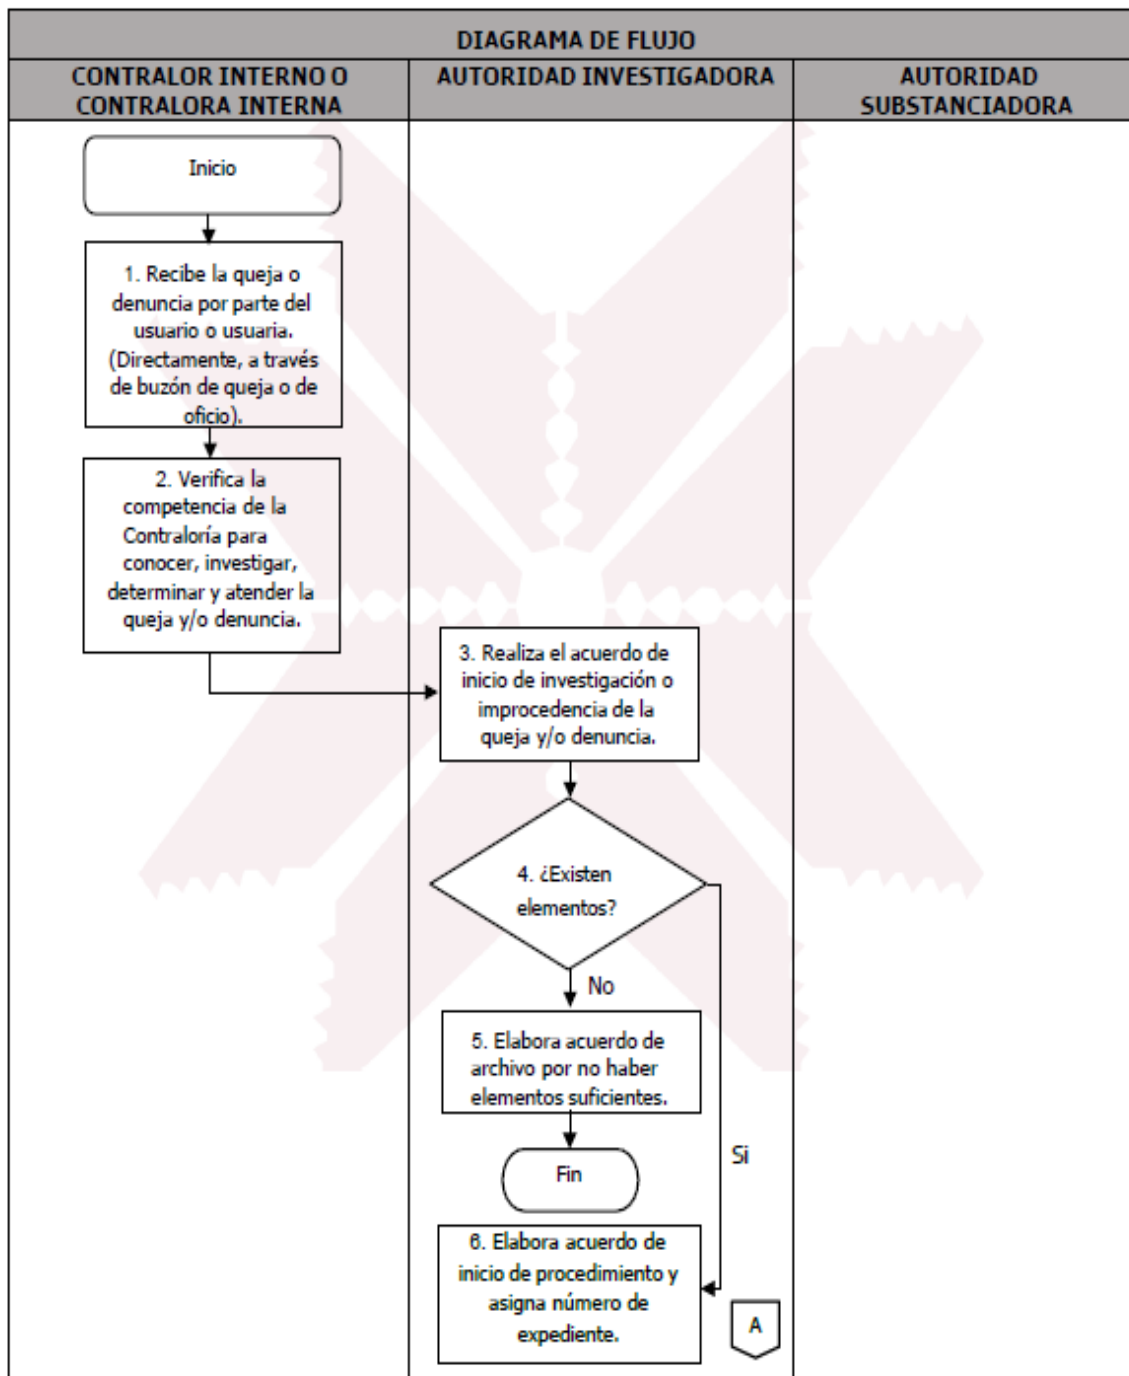 DIAGRAMA DE FLUJO
CONTRALOR INTERNO O
CONTRALORA INTERNA
AUTORIDAD INVESTIGADORA
AUTORIDAD
SUBSTANCIADORA
Inicio
1. Recibe la queja o
denuncia por parte del
usuario o usuaria.
(Directamente, a través
de buzón de queja o de
oficio).
2. Verifica la
competencia de la
Contraloría para
conocer, investigar,
determinar y atender la
queja y/o denuncia.
3. Realiza el acuerdo de
inicio de investigación o
improcedencia de la
queja y/o denuncia.
4. ¿Existen
elementos?
No
5. Elabora acuerdo de
archivo por no haber
elementos suficientes.
Si
Fin
6. Elabora acuerdo de
inicio de procedimiento y
asigna número de
expediente.
A